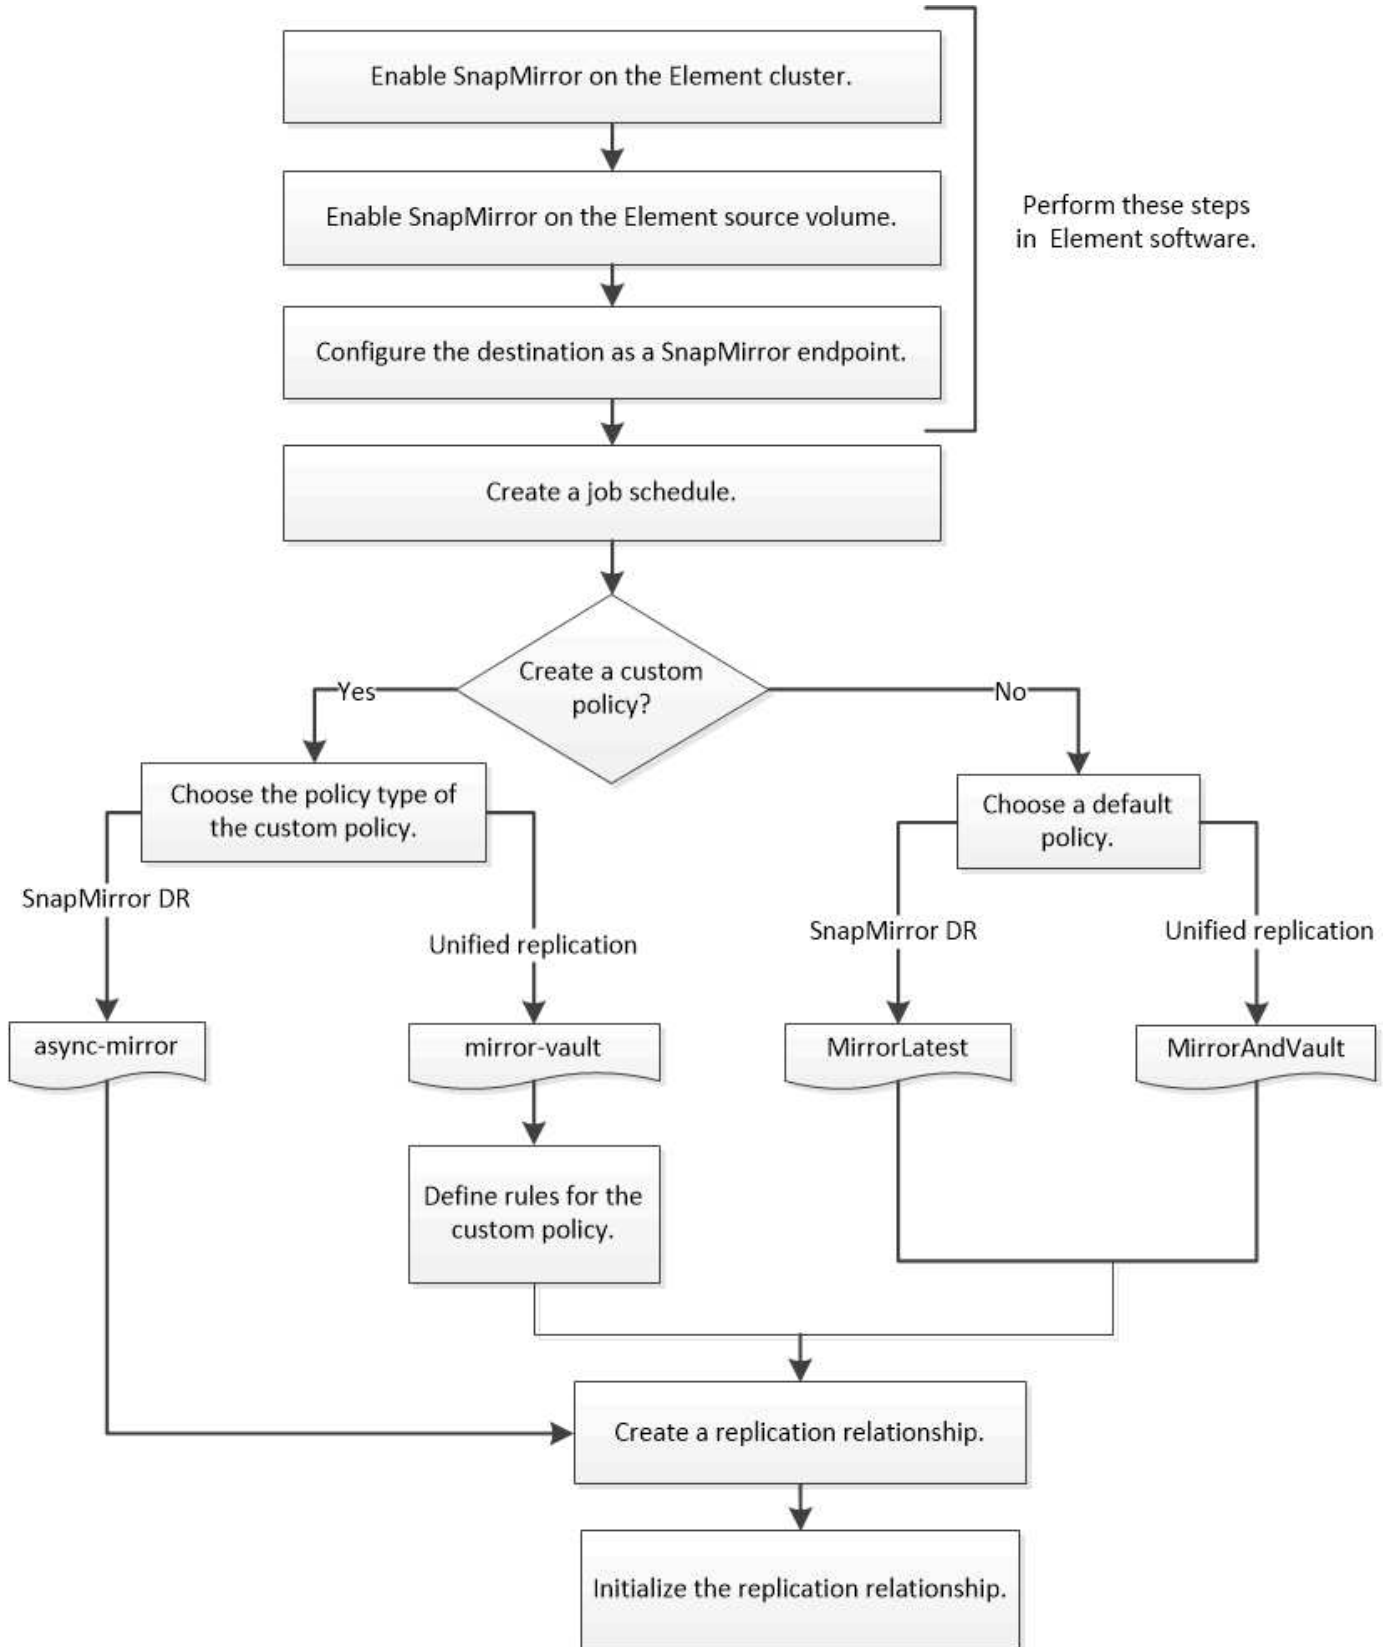 Enable SnapMirror on the Element cluster.
Enable SnapMirror on the Element source volume.
Perform these steps
in Element software.
Configure the destination as a SnapMirror endpoint.
Create a job schedule.
Create a custom
policy?
Yes
No
Choose the policy type of
the custom policy.
Choose a default
policy.
SnapMirror DR
Unified replication
SnapMirror DR
Unified replication
async-mirror
mirror-vault
MirrorLatest
MirrorAndVault
Define rules for the
custom policy.
Create a replication relationship.
Initialize the replication relationship.